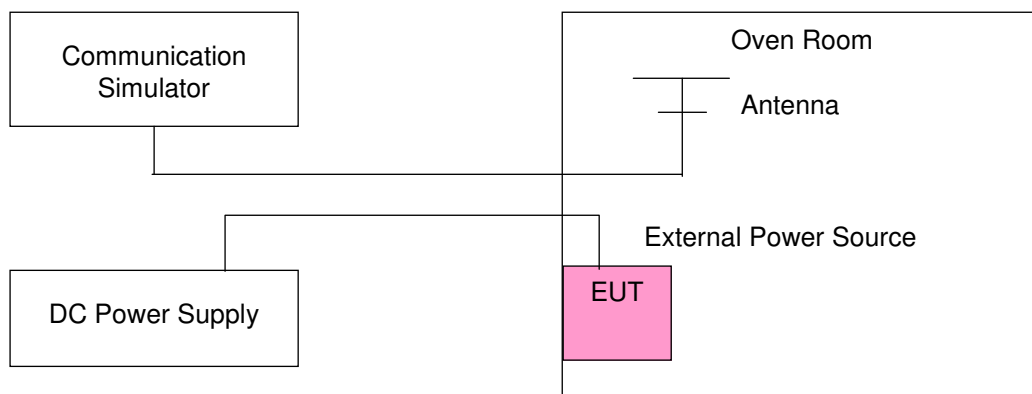 Communication
Simulator
Oven Room
Antenna
External Power Source
EUT
DC Power Supply